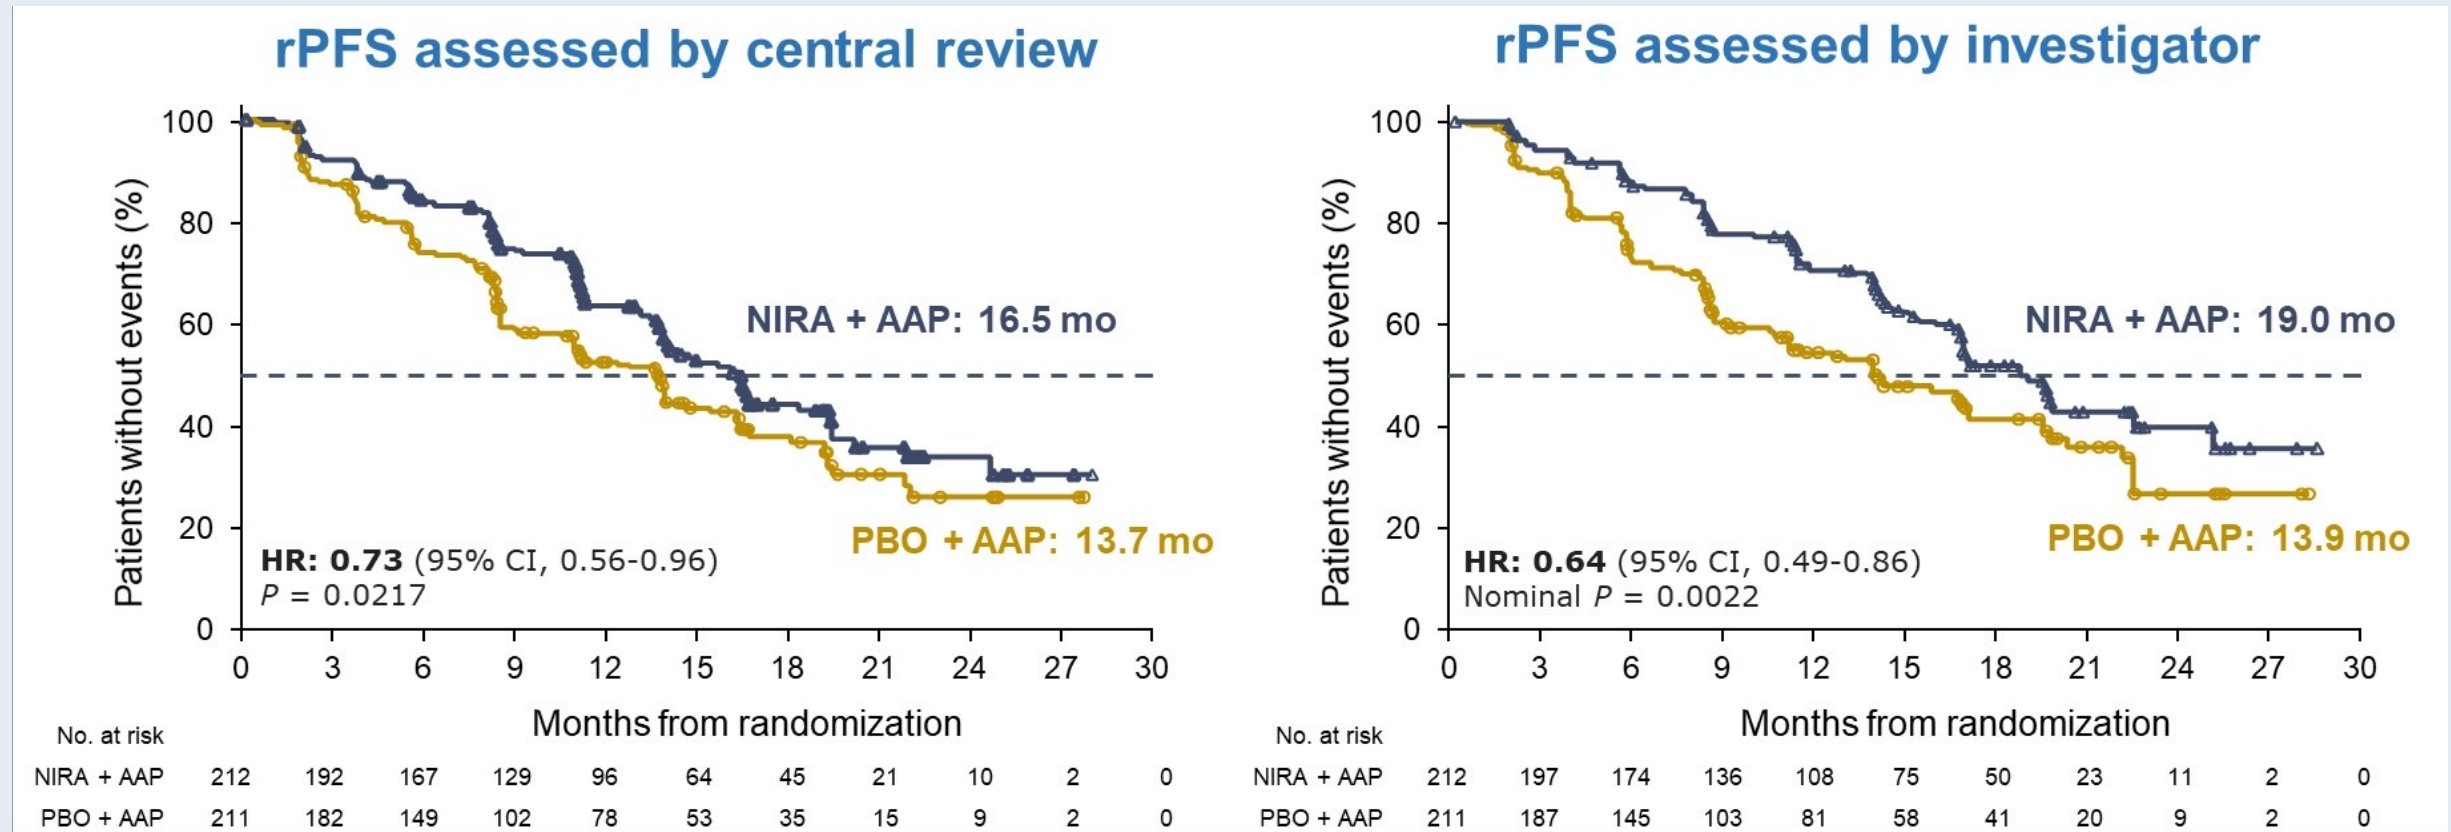 rPFS assessed by central review
Patients without events (%)
100
80
60
40
20
0
NIRA + AAP: 16.5 mo
PBO + AAP: 13.7 mo
HR: 0.73 (95% CI, 0.56-0.96)
P = 0.0217
0 3 6 9 12 15 18 21 24 27 30
Months from randomization
No. at risk
NIRA + AAP 212 192 167 129 96 64 45 21 10 2 0
PBO + AAP 211 182 149 102 78 53 35 15 9 2 0
rPFS assessed by investigator
Patients without events (%)
100
80
60
40
20
0
NIRA + AAP: 19.0 mo
PBO + AAP: 13.9 mo
HR: 0.64 (95% CI, 0.49-0.86)
Nominal P = 0.0022
0 3 6 9 12 15 18 21 24 27 30
Months from randomization
No. at risk
NIRA + AAP 212 197 174 136 108 75 50 23 11 2 0
PBO + AAP 211 187 145 103 81 58 41 20 9 2 0